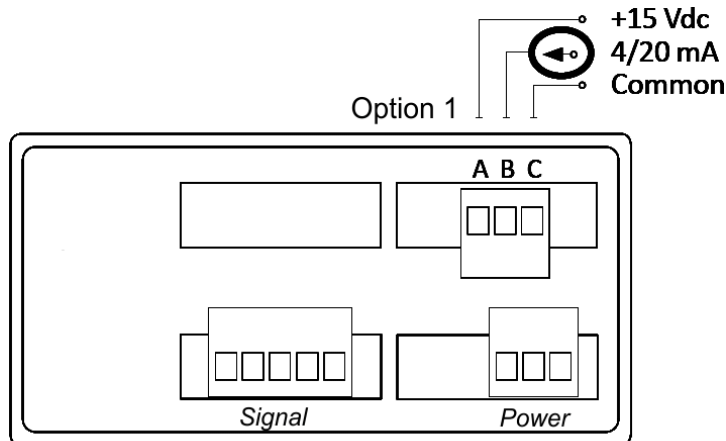 +15 Vdc
4/20 mA
Common
Option 1
A B C
Signal
Power